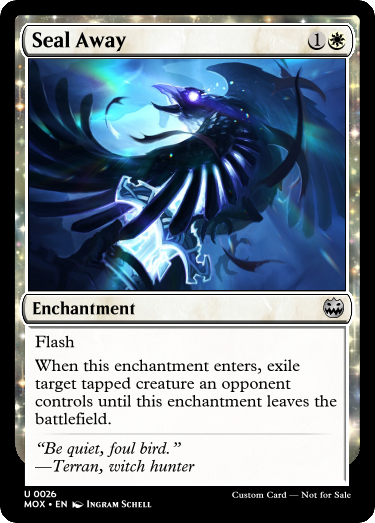 Seal Away 1
Enchantment
Flash
When this enchantment enters, exile
target tapped creature an opponent
controls until this enchantment leaves the
battlefield.
“Be quiet, foul bird.”
—Terran, witch hunter
U 0026
MOX • EN Ingram Schell
Custom Card — Not for Sale